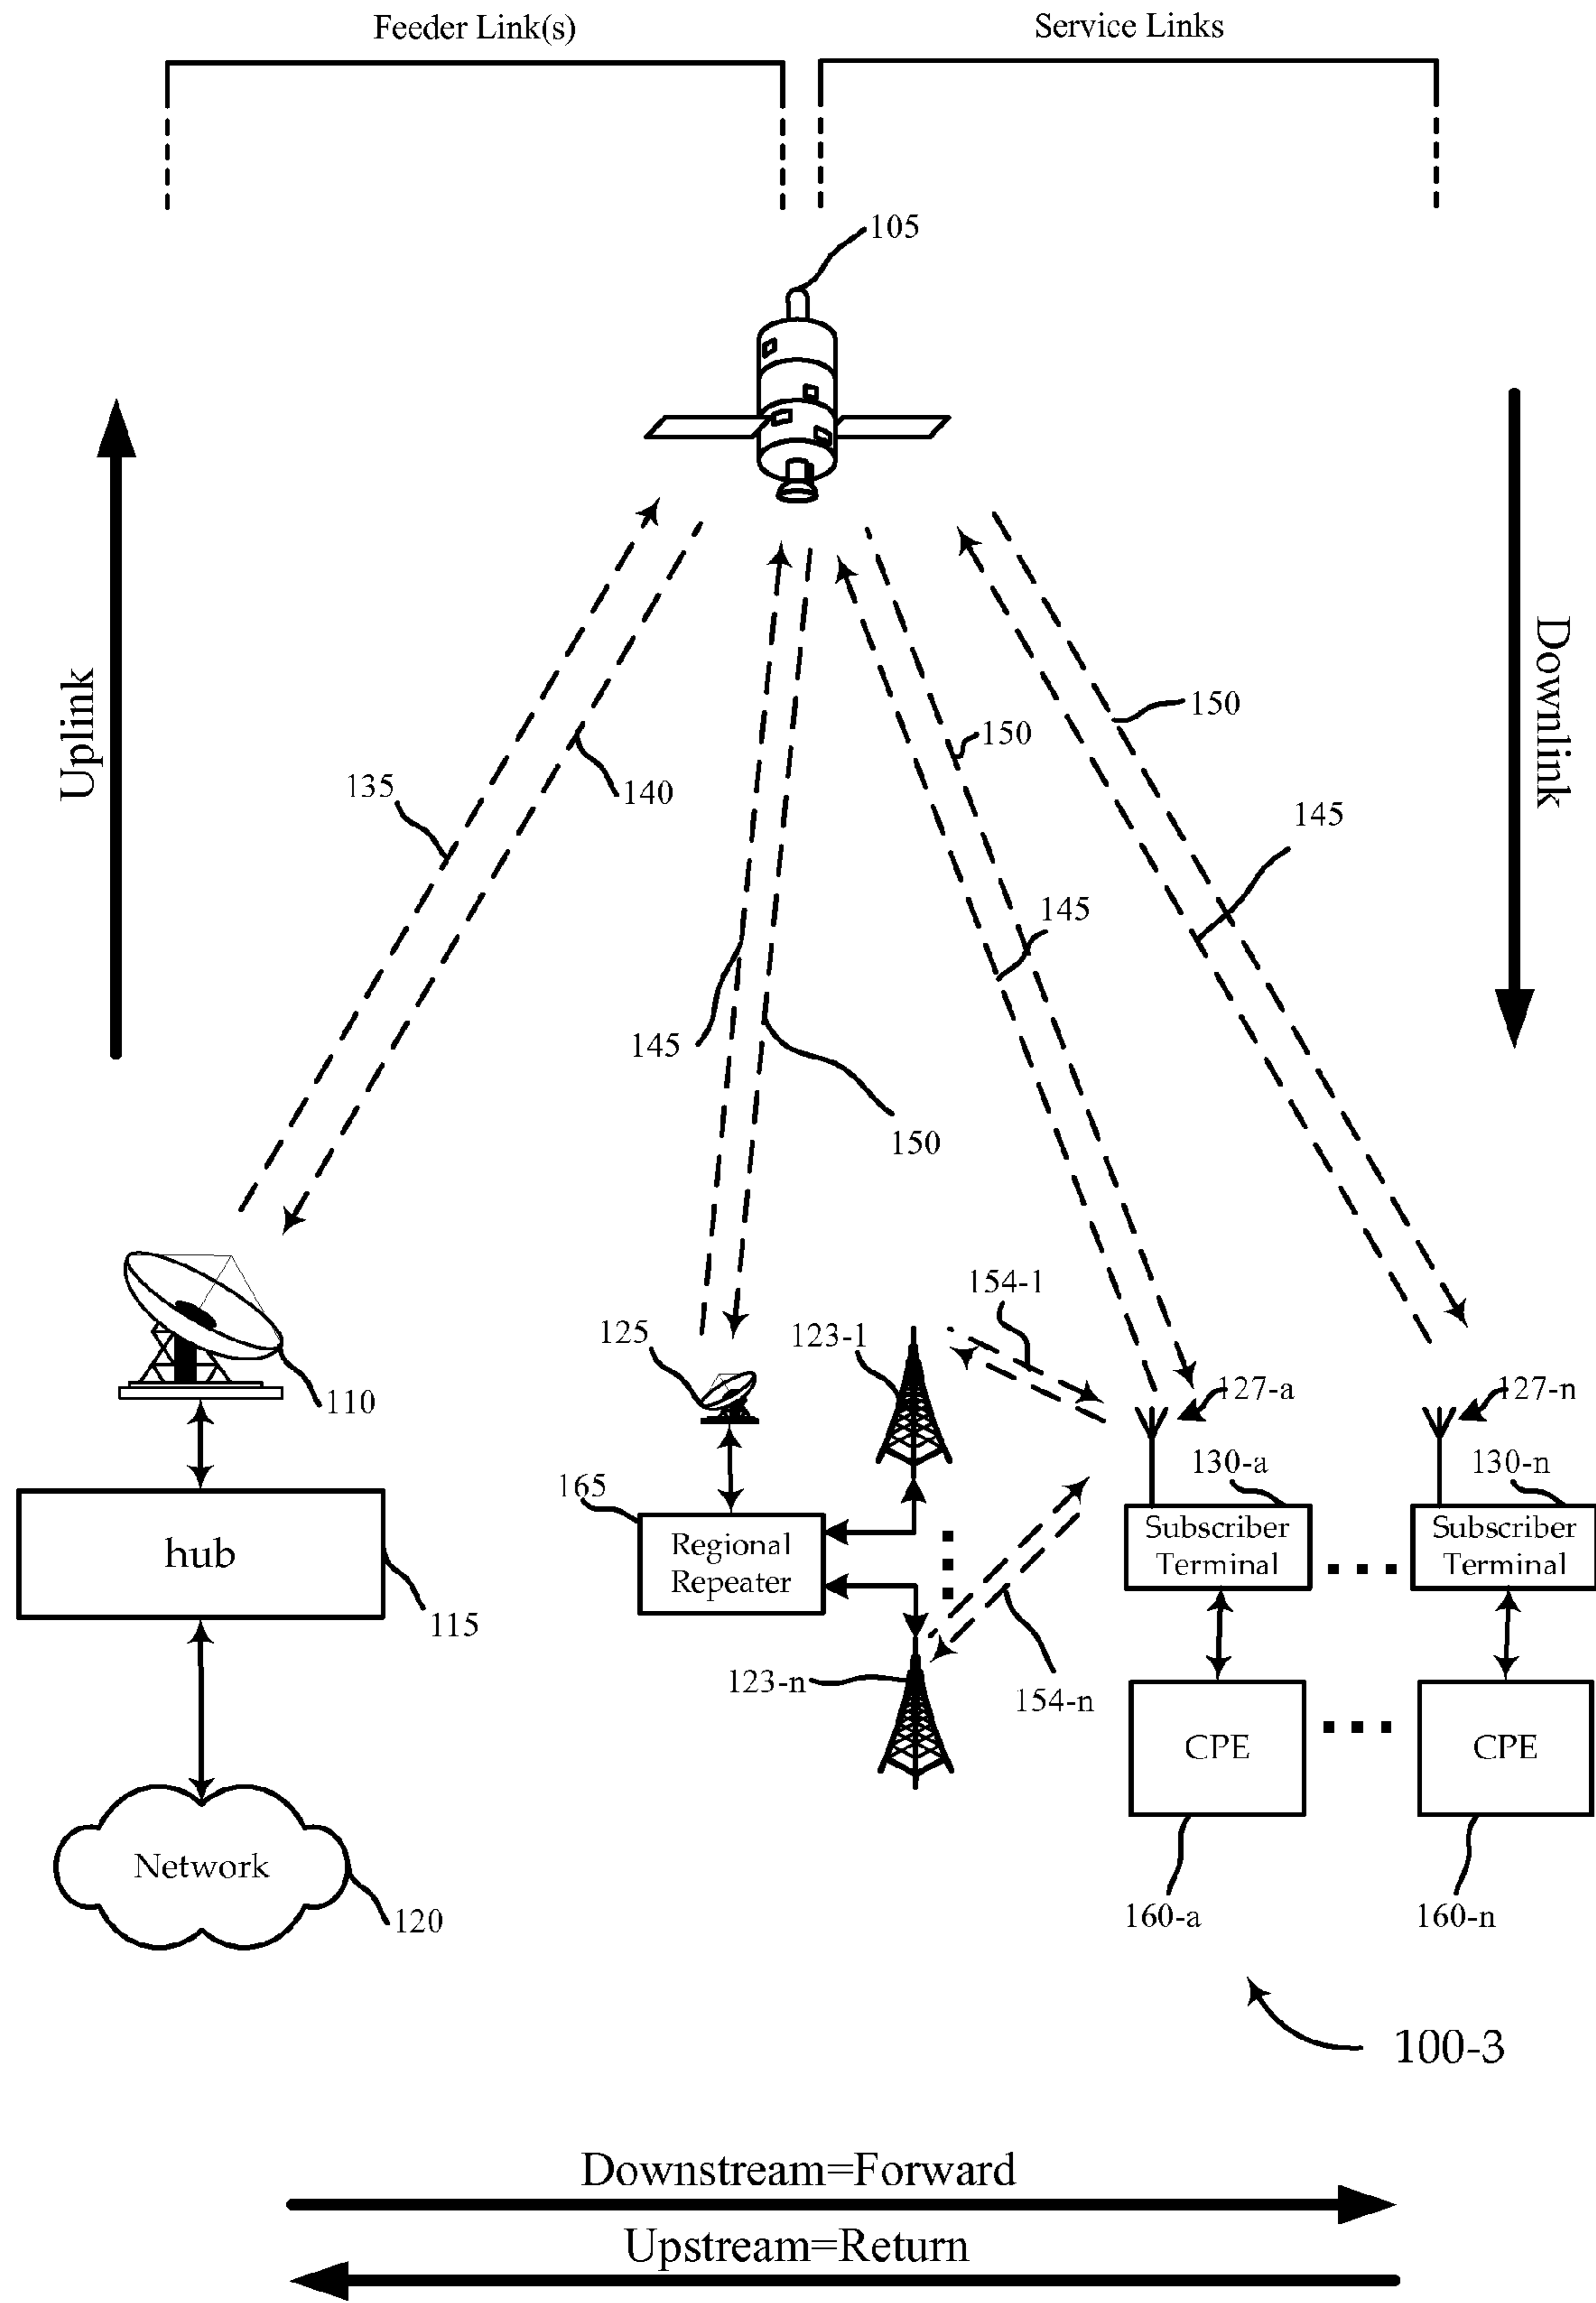 Feeder Link(s)
Service Links
105
Uplink
Downlink
150
150
135
140
145
145
145
150
154-1
125
123-1
127-a
127-n
110
130-a
130-n
165
hub
Regional
Repeater
Subscriber
Terminal
Subscriber
Terminal
115
123-n
154-n
CPE
CPE
Network
120
160-a
160-n
100-3
Downstream=Forward
Upstream=Return